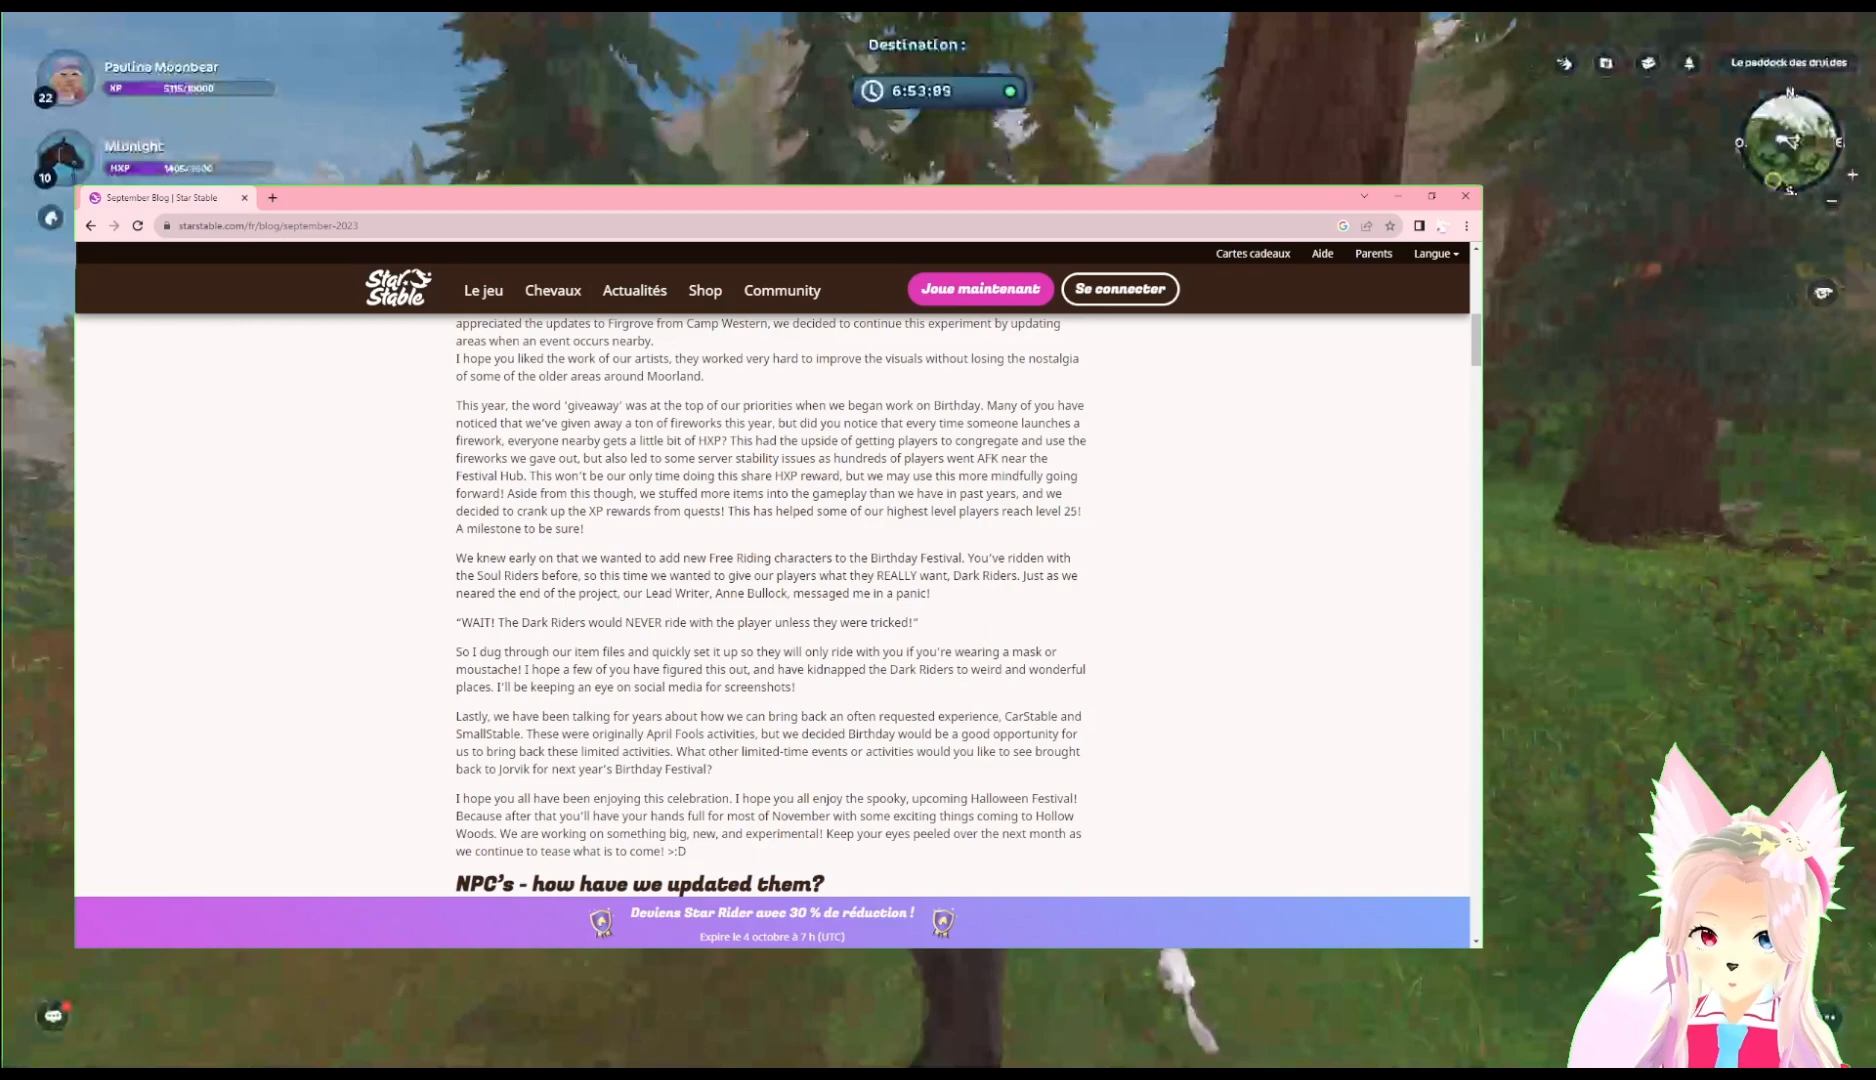 Destination :
Paulina Moonbear
XP 5115/10000
22
6:53:09
Le paddock des druides
N.
O.
E.
S.
Midnight
HXP
10
September Blog | Star Stable
starstable.com/fr/blog/september-2023
Cartes cadeaux Aide Parents Langue
Star Stable
Le jeu Chevaux Actualités Shop Community
Joue maintenant
Se connecter
appreciated the updates to Firgrove from Camp Western, we decided to continue this experiment by updating
areas when an event occurs nearby.
I hope you liked the work of our artists, they worked very hard to improve the visuals without losing the nostalgia
of some of the older areas around Moorland.
This year, the word 'giveaway' was at the top of our priorities when we began work on Birthday. Many of you have
noticed that we've given away a ton of fireworks this year, but did you notice that every time someone launches a
firework, everyone nearby gets a little bit of HXP? This had the upside of getting players to congregate and use the
fireworks we gave out, but also led to some server stability issues as hundreds of players went AFK near the
Festival Hub. This won't be our only time doing this share HXP reward, but we may use this more mindfully going
forward! Aside from this though, we stuffed more items into the gameplay than we have in past years, and we
decided to crank up the XP rewards from quests! This has helped some of our highest level players reach level 25!
A milestone to be sure!
We knew early on that we wanted to add new Free Riding characters to the Birthday Festival. You've ridden with
the Soul Riders before, so this time we wanted to give our players what they REALLY want, Dark Riders. Just as we
neared the end of the project, our Lead Writer, Anne Bullock, messaged me in a panic!
“WAIT! The Dark Riders would NEVER ride with the player unless they were tricked!”
So I dug through our item files and quickly set it up so they will only ride with you if you're wearing a mask or
moustache! I hope a few of you have figured this out, and have kidnapped the Dark Riders to weird and wonderful
places. I'll be keeping an eye on social media for screenshots!
Lastly, we have been talking for years about how we can bring back an often requested experience, CarStable and
SmallStable. These were originally April Fools activities, but we decided Birthday would be a good opportunity for
us to bring back these limited activities. What other limited-time events or activities would you like to see brought
back to Jorvik for next year's Birthday Festival?
I hope you all have been enjoying this celebration. I hope you all enjoy the spooky, upcoming Halloween Festival!
Because after that you'll have your hands full for most of November with some exciting things coming to Hollow
Woods. We are working on something big, new, and experimental! Keep your eyes peeled over the next month as
we continue to tease what is to come! >:D
NPC's - how have we updated them?
Deviens Star Rider avec 30 % de réduction !
Expire le 4 octobre à 7 h (UTC)